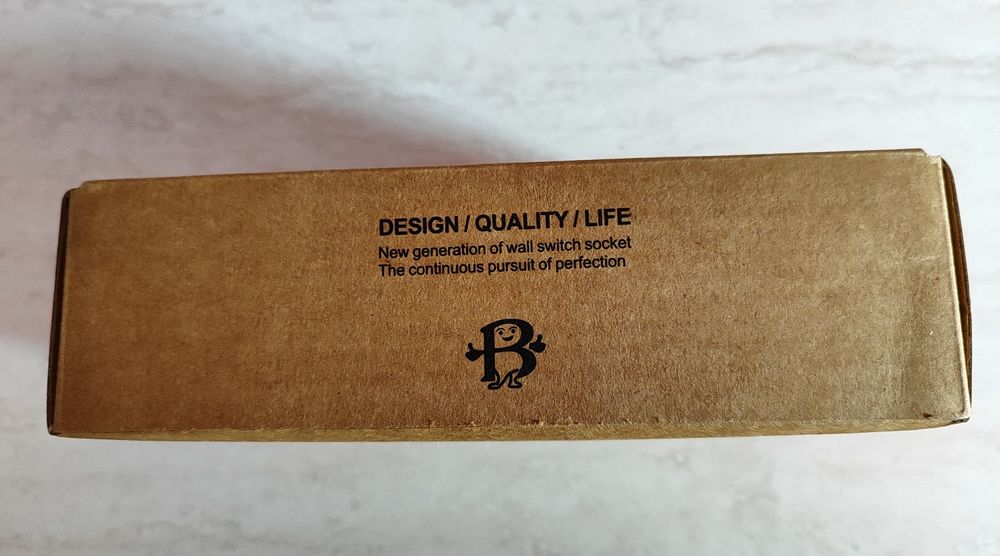 DESIGN / QUALITY / LIFE
New generation of wall switch socket
The continuous pursuit of perfection
B